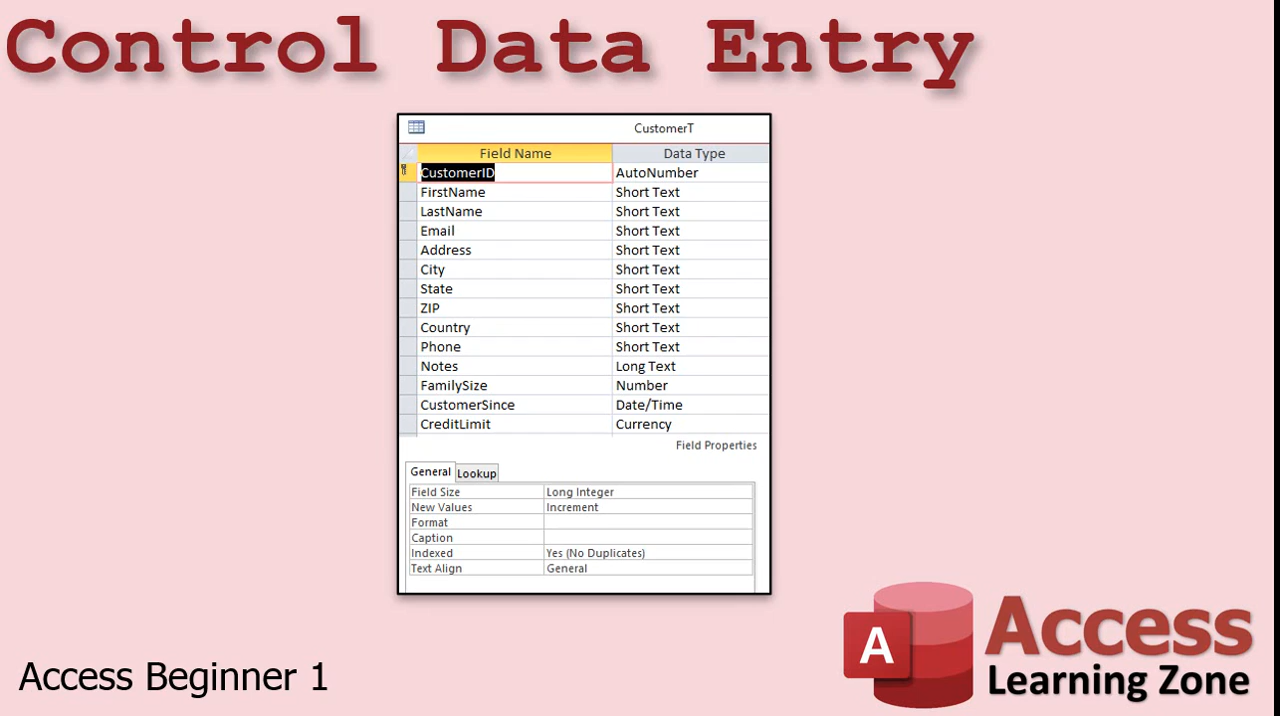 Control Data Entry
CustomerT
Field Name Data Type
CustomerID AutoNumber
FirstName Short Text
LastName Short Text
Email Short Text
Address Short Text
City Short Text
State Short Text
ZIP Short Text
Country Short Text
Phone Short Text
Notes Long Text
FamilySize Number
CustomerSince Date/Time
CreditLimit Currency
Field Properties
General Lookup
Field Size Long Integer
New Values Increment
Format
Caption
Indexed Yes (No Duplicates)
Text Align General
Access Beginner 1
A
Access
Learning Zone